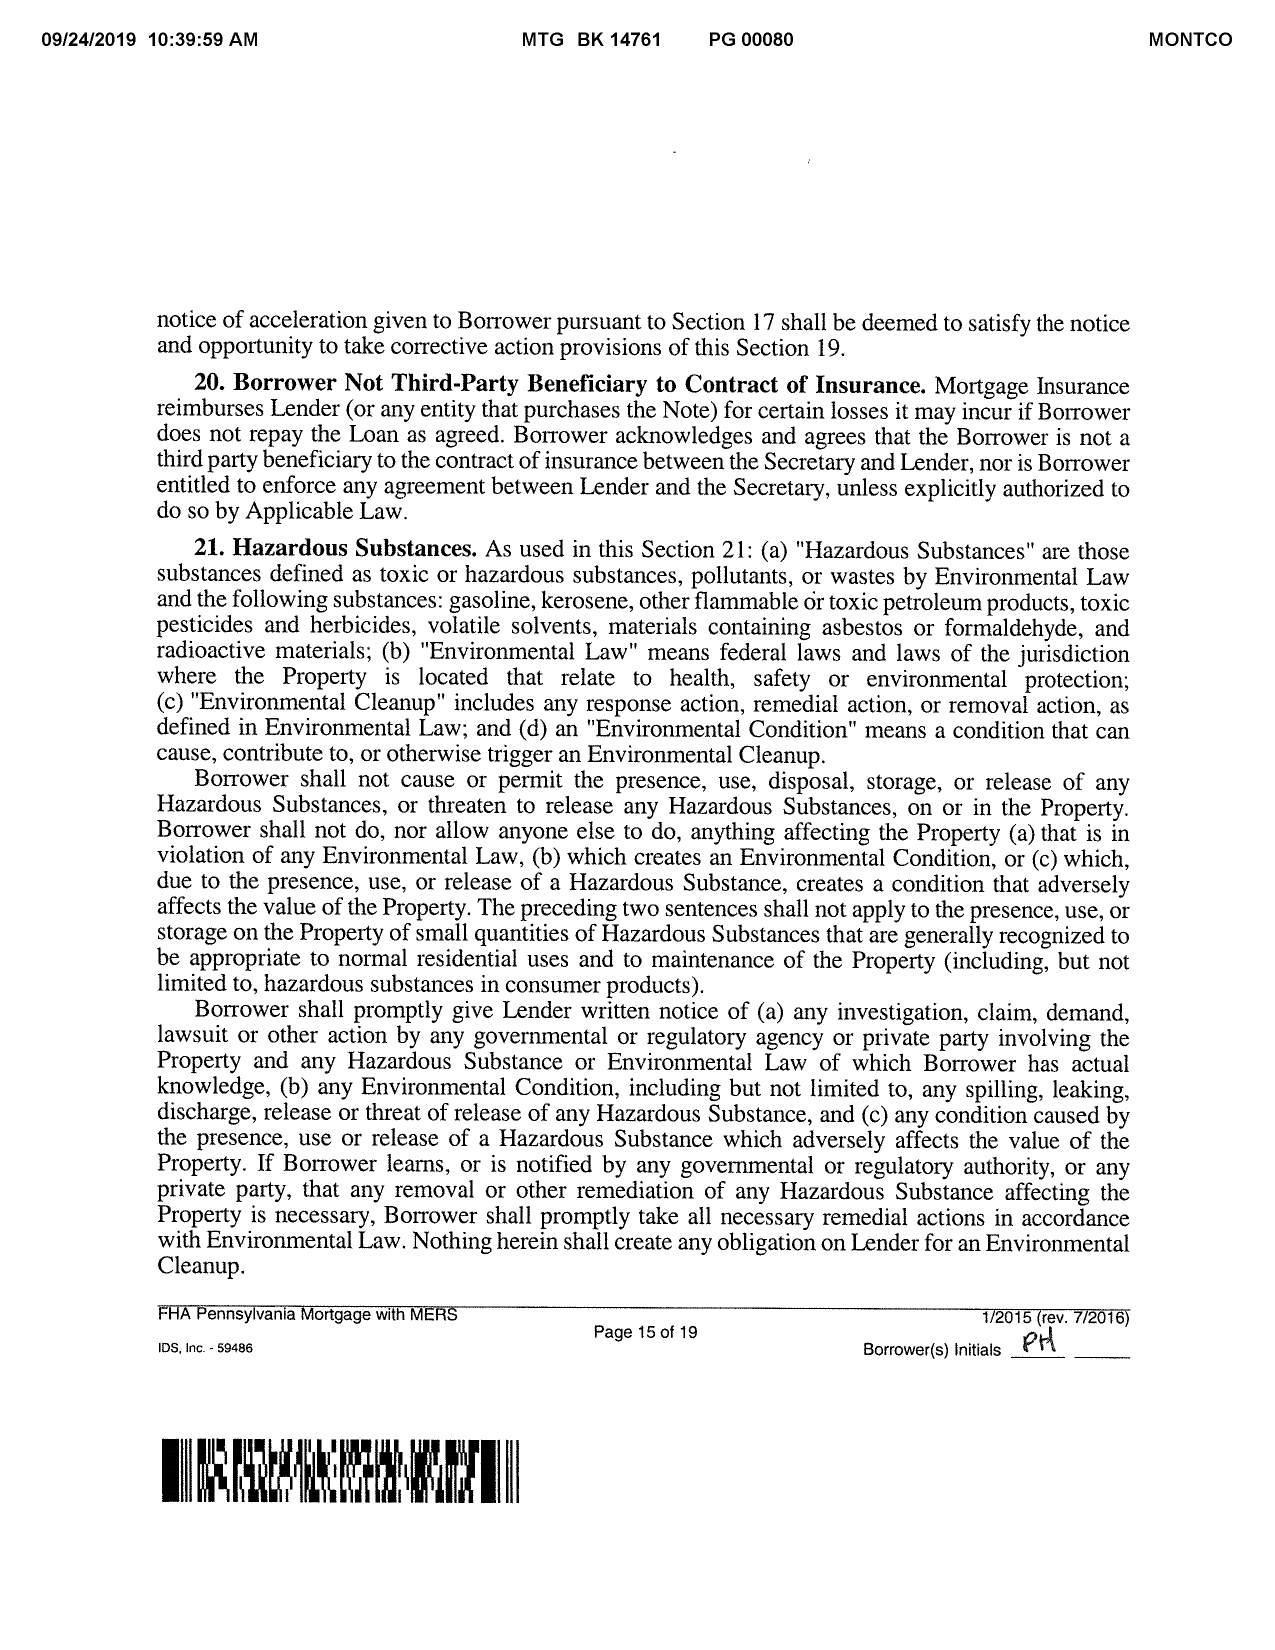 09/24/2019 10:39:59 AM MTG BK 14761 PG 00080 MONTCO
notice of acceleration given to Borrower pursuant to Section 17 shall be deemed to satisfy the notice
and opportunity to take corrective action provisions of this Section 19.
20. Borrower Not Third-Party Beneficiary to Contract of Insurance. Mortgage Insurance
reimburses Lender (or any entity that purchases the Note) for certain losses it may incur if Borrower
does not repay the Loan as agreed. Borrower acknowledges and agrees that the Borrower is not a
third party beneficiary to the contract of insurance between the Secretary and Lender, nor is Borrower
entitled to enforce any agreement between Lender and the Secretary, unless explicitly authorized to
do so by Applicable Law.
21. Hazardous Substances. As used in this Section 21: (a) "Hazardous Substances" are those
substances defined as toxic or hazardous substances, pollutants, or wastes by Environmental Law
and the following substances: gasoline, kerosene, other flammable or toxic petroleum products, toxic
pesticides and herbicides, volatile solvents, materials containing asbestos or formaldehyde, and
radioactive materials; (b) "Environmental Law" means federal laws and laws of the jurisdiction
where the Property is located that relate to health, safety or environmental protection;
(c) "Environmental Cleanup" includes any response action, remedial action, or removal action, as
defined in Environmental Law; and (d) an "Environmental Condition" means a condition that can
cause, contribute to, or otherwise trigger an Environmental Cleanup.
Borrower shall not cause or permit the presence, use, disposal, storage, or release of any
Hazardous Substances, or threaten to release any Hazardous Substances, on or in the Property.
Borrower shall not do, nor allow anyone else to do, anything affecting the Property (a) that is in
violation of any Environmental Law, (b) which creates an Environmental Condition, or (c) which,
due to the presence, use, or release of a Hazardous Substance, creates a condition that adversely
affects the value of the Property. The preceding two sentences shall not apply to the presence, use, or
storage on the Property of small quantities of Hazardous Substances that are generally recognized to
be appropriate to normal residential uses and to maintenance of the Property (including, but not
limited to, hazardous substances in consumer products).
Borrower shall promptly give Lender written notice of (a) any investigation, claim, demand,
lawsuit or other action by any governmental or regulatory agency or private party involving the
Property and any Hazardous Substance or Environmental Law of which Borrower has actual
knowledge, (b) any Environmental Condition, including but not limited to, any spilling, leaking,
discharge, release or threat of release of any Hazardous Substance, and (c) any condition caused by
the presence, use or release of a Hazardous Substance which adversely affects the value of the
Property. If Borrower learns, or is notified by any governmental or regulatory authority, or any
private party, that any removal or other remediation of any Hazardous Substance affecting the
Property is necessary, Borrower shall promptly take all necessary remedial actions in accordance
with Environmental Law. Nothing herein shall create any obligation on Lender for an Environmental
Cleanup.
FHA Pennsylvania Mortgage with MERS 1/2015 (rev. 7/2016)
Page 15 of 19
IDS, Inc. - 59486 Borrower(s) Initials PH